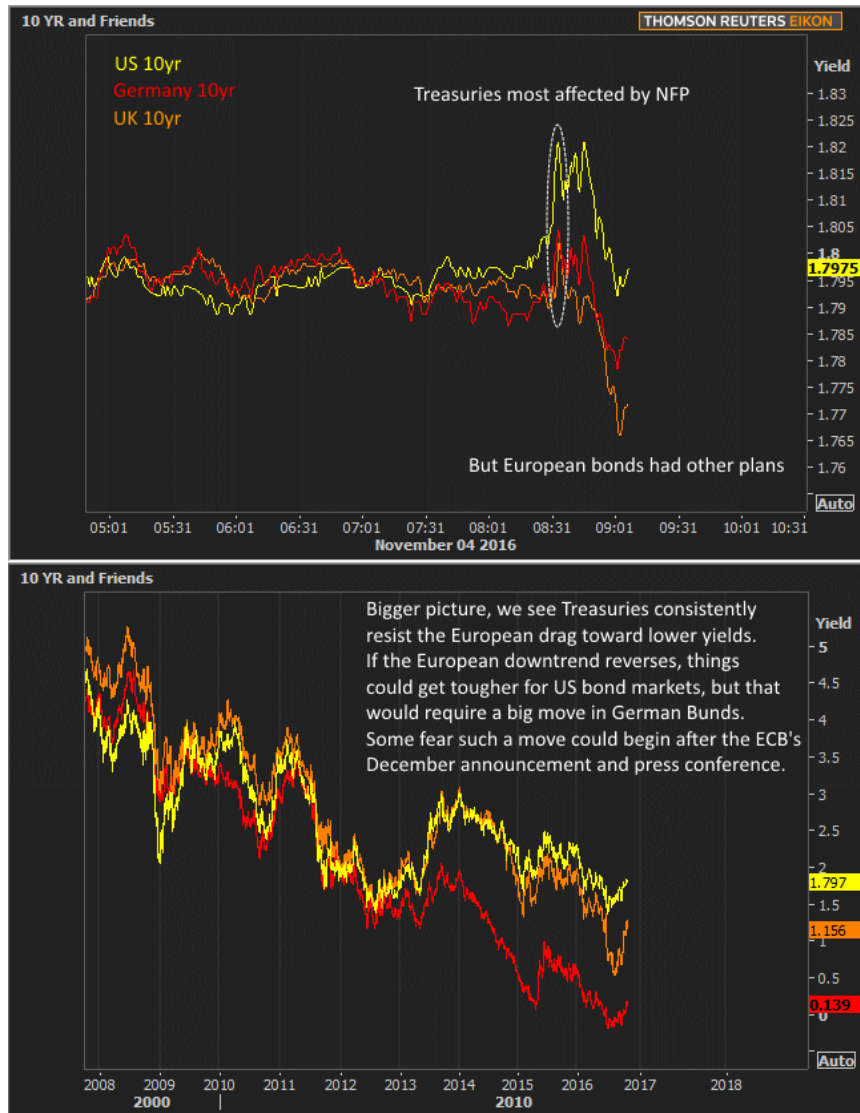 10 YR and Friends
THOMSON REUTERS EIKON
US 10yr
Germany 10yr
UK 10yr
Treasuries most affected by NFP
But European bonds had other plans
Yield
1.83
1.825
1.82
1.815
1.81
1.805
1.8
1.7975
1.795
1.79
1.785
1.78
1.775
1.77
1.765
1.76
Auto
05:01 05:31 06:01 06:31 07:01 07:31 08:01 08:31 09:01 09:31 10:01 10:31
November 04 2016
10 YR and Friends
Bigger picture, we see Treasuries consistently
resist the European drag toward lower yields.
If the European downtrend reverses, things
could get tougher for US bond markets, but that
would require a big move in German Bunds.
Some fear such a move could begin after the ECB's
December announcement and press conference.
Yield
5
4.5
4
3.5
3
2.5
2
1.797
1.5
1.156
1
0.5
0.139
0
Auto
2008 2009 2010 2011 2012 2013 2014 2015 2016 2017 2018
2000 2010